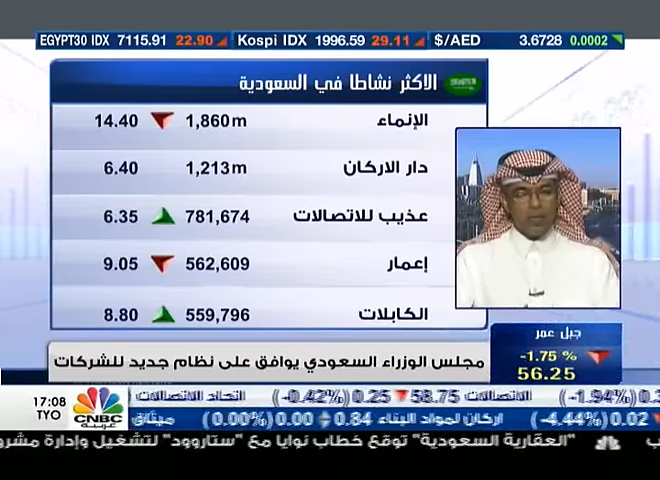 EGYPT30 IDX 7115.91 22.90 Kospi IDX 1996.59 29.11 $/AED 3.6728 0.0002
الاكثر نشاطا في السعودية
الإنماء 1,860m 14.40
دار الاركان 1,213m 6.40
عذيب للاتصالات 781,674 6.35
إعمار 562,609 9.05
الكابلات 559,796 8.80
جبل عمر
-1.75 %
56.25
مجلس الوزراء السعودي يوافق على نظام جديد للشركات
17:08
TYO
CNBC
عربية
(-1.94%) الاتصالات 58.75 0.25 (-0.42%) اتحاد الاتصالات
0.02 (-4.44%) اركان لمواد البناء 0.84 0.00 (0.00%) ميثاق
"العقارية السعودية" توقع خطاب نوايا مع "ستاروود" لتشغيل وإدارة